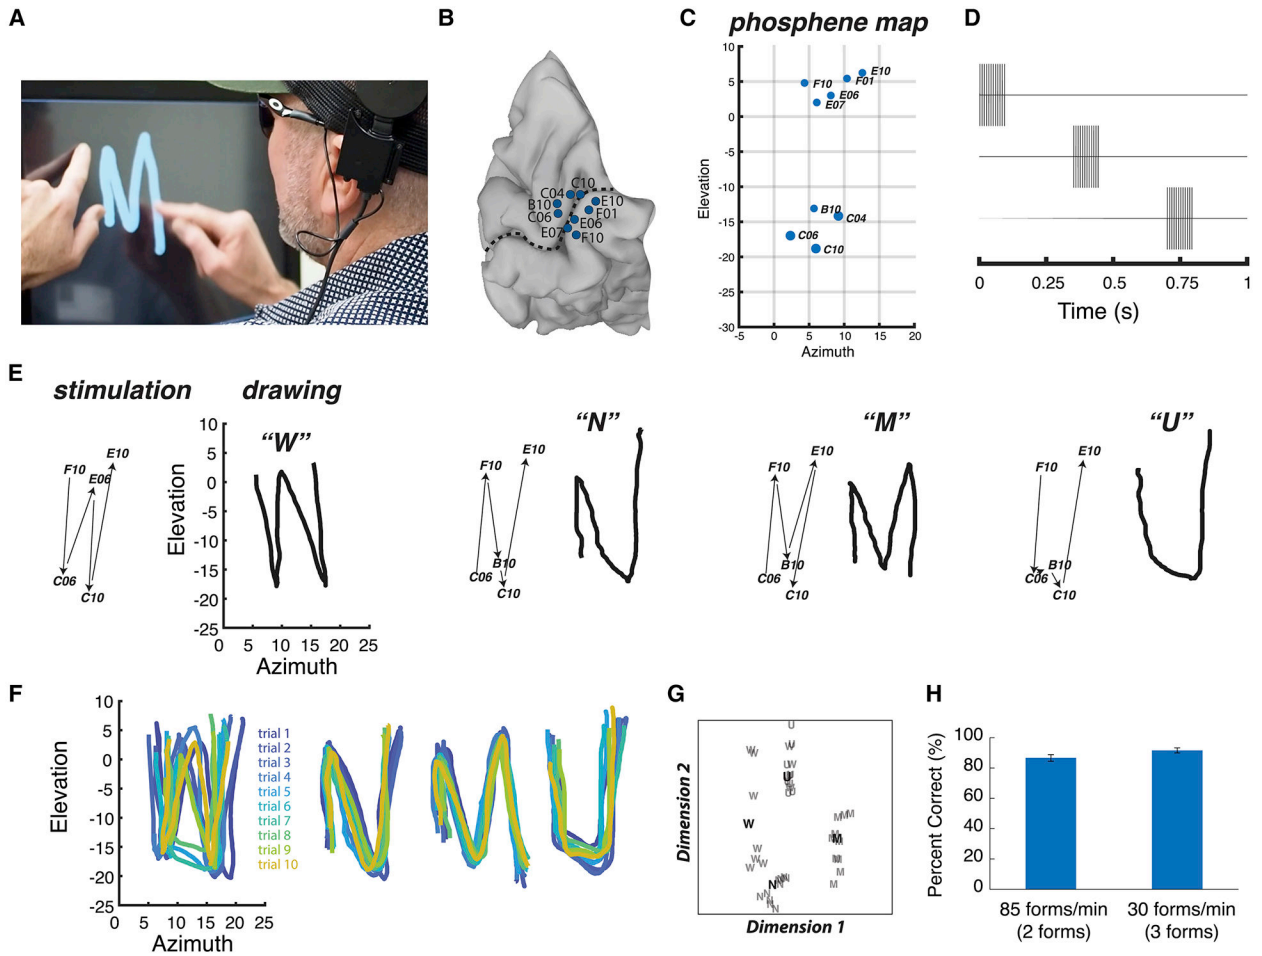 A
B
C
D
phosphene map
M
C10
C04
B10
C06
E10
F01
E06
E07
F10
10
5
0
-5
-10
-15
-20
-25
-30
Elevation
E10
F01
F10
E06
E07
B10
C04
C06
C10
-5 0 5 10 15 20
Azimuth
0 0.25 0.5 0.75 1
Time (s)
E
stimulation drawing
F10
E06
E10
C06
C10
10
5
0
-5
-10
-15
-20
-25
Elevation
"W"
0 5 10 15 20 25
Azimuth
"N"
F10
E10
C06
B10
C10
"M"
F10
E10
B10
C06
C10
"U"
F10
E10
B10
C06
C10
F
10
5
0
-5
-10
-15
-20
-25
Elevation
trial 1
trial 2
trial 3
trial 4
trial 5
trial 6
trial 7
trial 8
trial 9
trial 10
0 5 10 15 20 25
Azimuth
G
Dimension 2
U
W
U
W
M
N
Dimension 1
H
Percent Correct (%)
100
80
60
40
20
0
85 forms/min 30 forms/min
(2 forms) (3 forms)